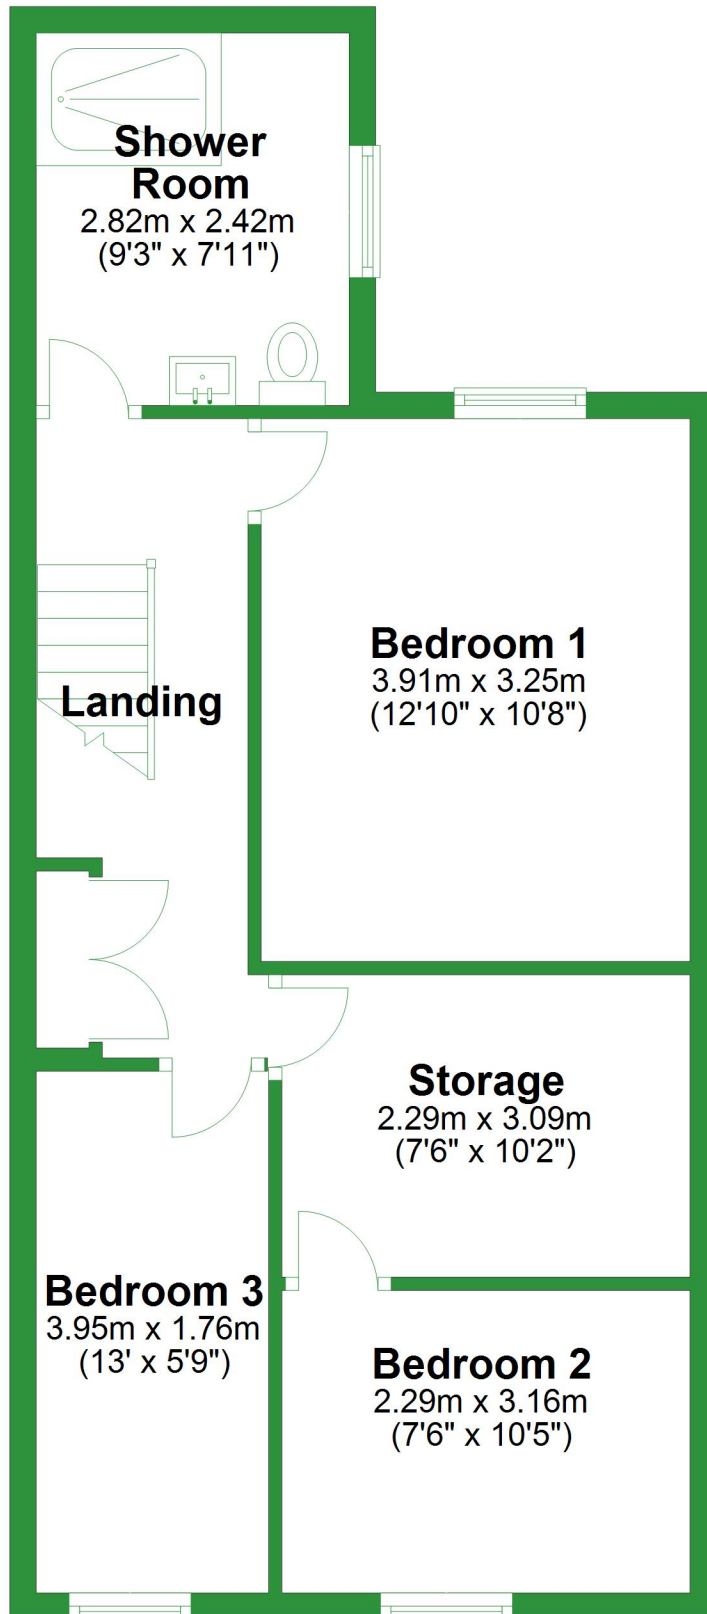 Shower
Room
2.82m x 2.42m
(9'3" x 7'11")
Bedroom 1
3.91m x 3.25m
(12'10" x 10'8")
Landing
Storage
2.29m x 3.09m
(7'6" x 10'2")
Bedroom 3
3.95m x 1.76m
(13' x 5'9")
Bedroom 2
2.29m x 3.16m
(7'6" x 10'5")